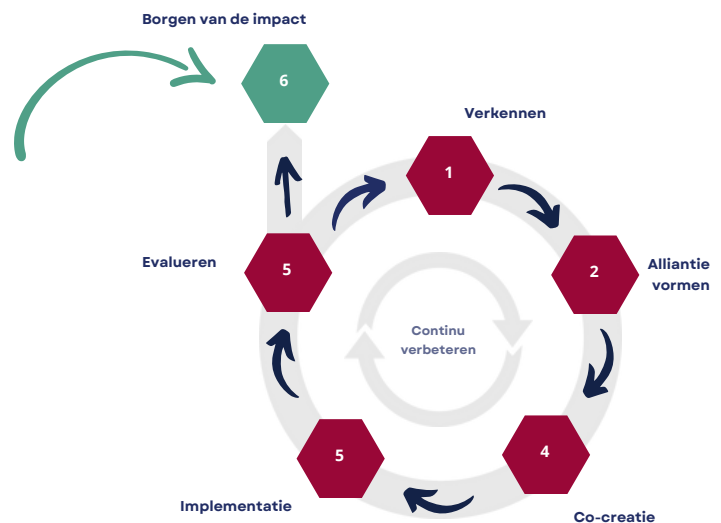 Borgen van de impact
6
Verkennen
1
Alliantie
vormen
2
Evalueren
5
Continu
verbeteren
4
Co-creatie
5
Implementatie